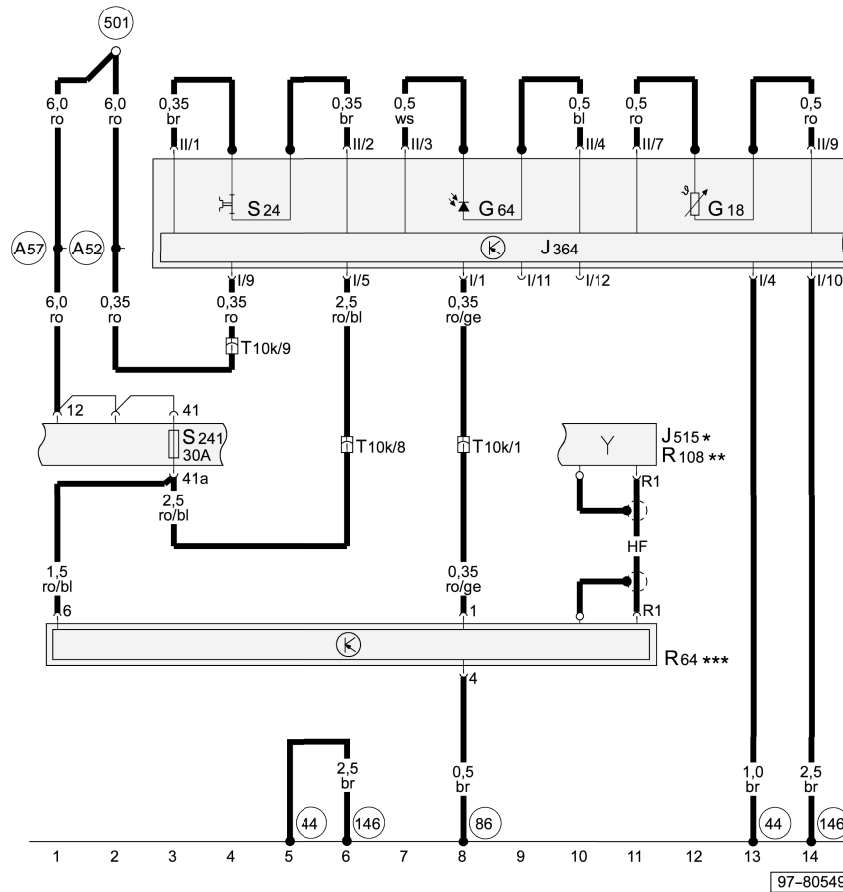 501
6,0 6,0 0,35 0,35 0,5 0,5 0,5 0,5
ro ro br br ws bl ro ro
II/1 II/2 II/3 II/4 II/7 II/9
S24 G64 G18
A57 A52 J364
I/9 I/5 I/1 I/11 I/12 I/4 I/10
6,0 0,35 0,35 2,5 0,35
ro ro ro ro/bl ro/ge
T10k/9
12 41
S241 T10k/8 T10k/1 Y J515*
30A R108**
41a R1
2,5
ro/bl
HF
1,5 0,35
ro/bl ro/ge
6 1 R1
R64***
4
2,5 0,5 1,0 2,5
br br br br
44 146 86 44 146
1 2 3 4 5 6 7 8 9 10 11 12 13 14
97-80549